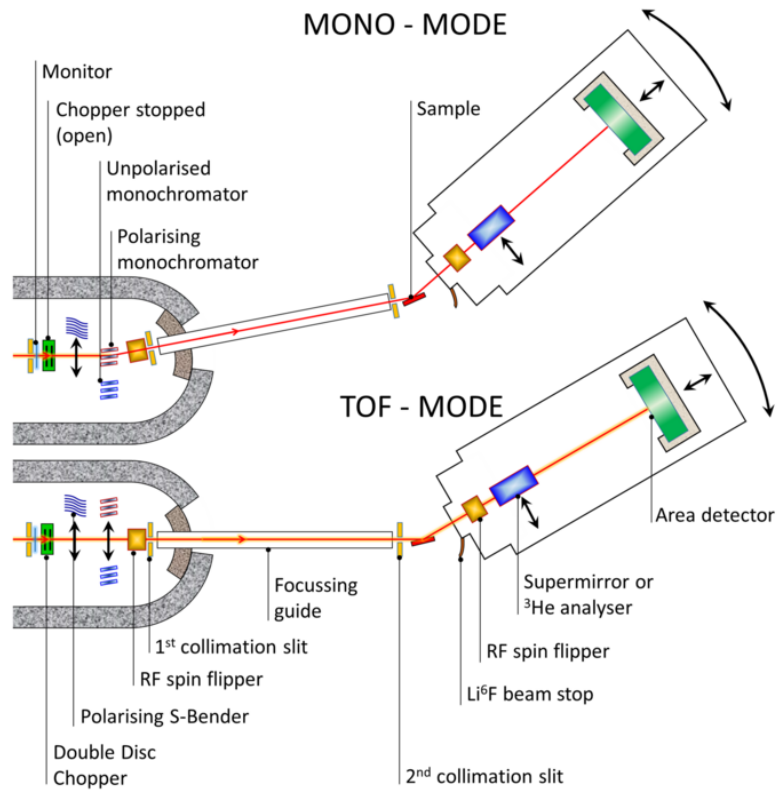 MONO - MODE
Monitor
Chopper stopped
(open)
Sample
Unpolarised
monochromator
Polarising
monochromator
TOF - MODE
Area detector
Focussing
guide
Supermirror or
³He analyser
1st collimation slit
RF spin flipper
RF spin flipper
Li⁶F beam stop
Polarising S-Bender
Double Disc
Chopper
2nd collimation slit